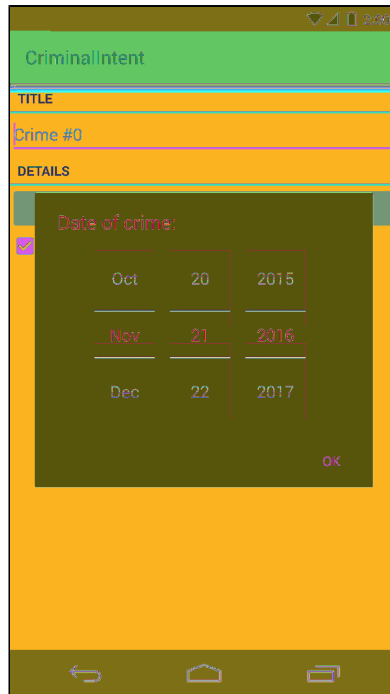 CriminalIntent
TITLE
Crime #0
DETAILS
Date of crime:
Oct 20 2015
Nov 21 2016
Dec 22 2017
OK